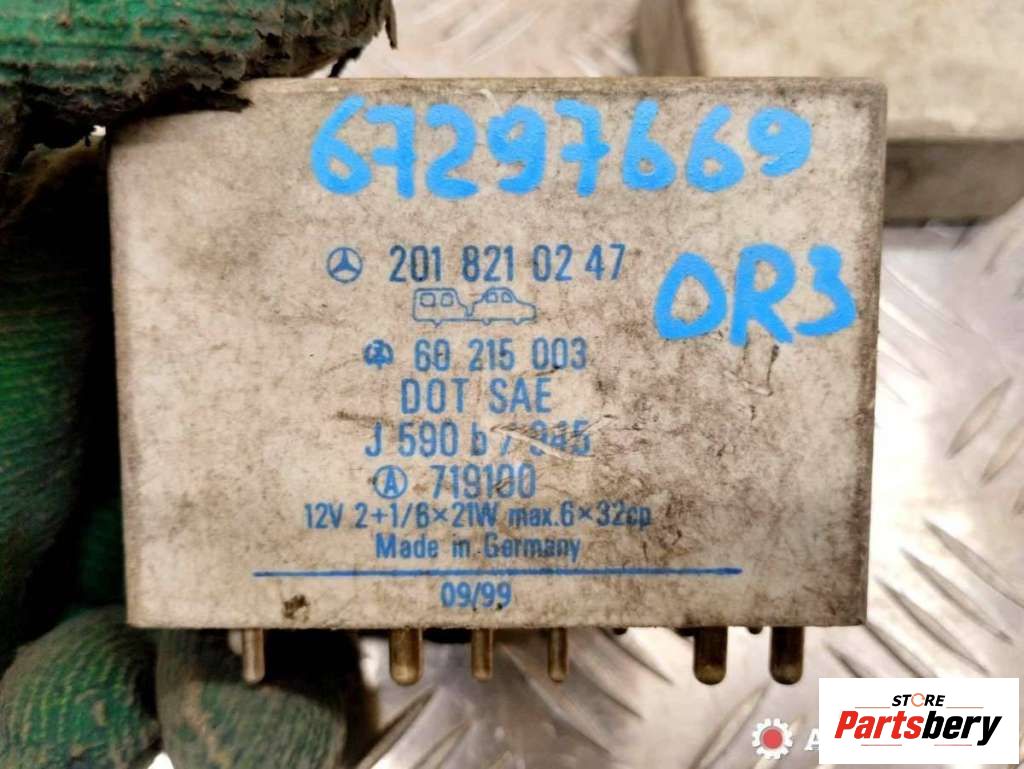 67297669
201 821 02 47
OR3
60 215 003
DOT SAE
J 590 b / 945
A 719100
12V 2+1/6×21W max.6×32cp
Made in Germany
09/99
STORE
Partsbery